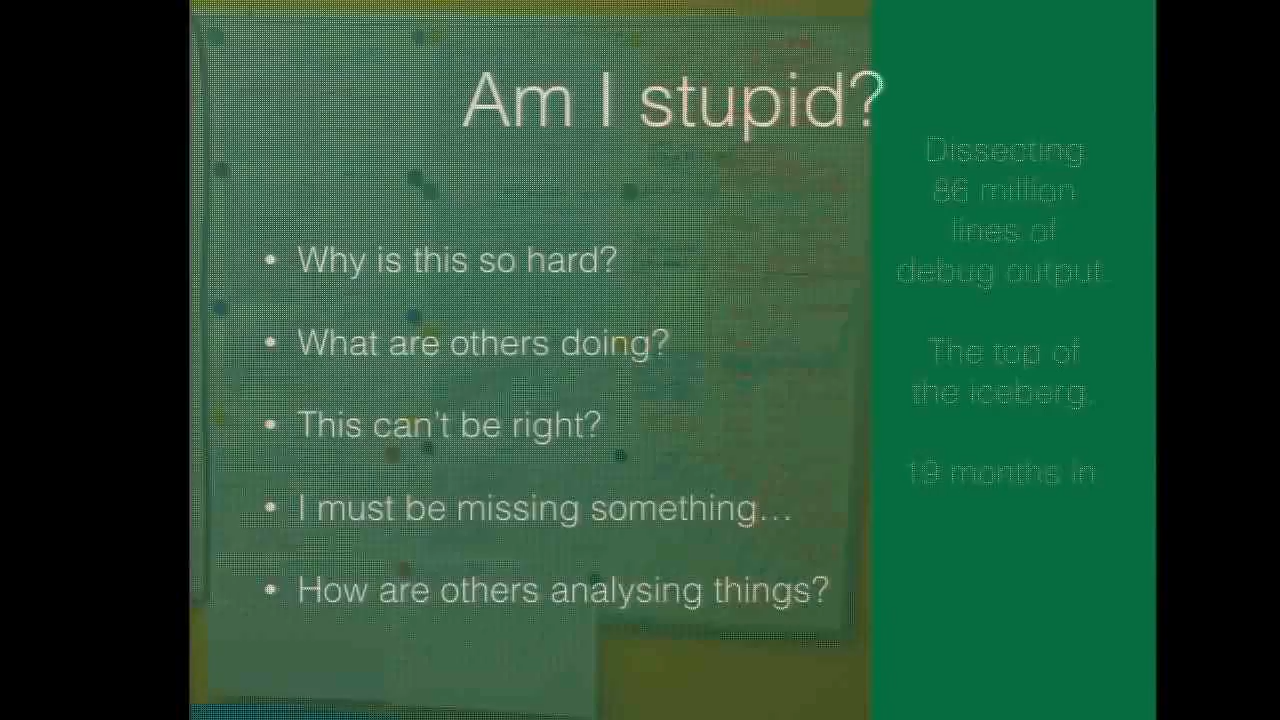 Am I stupid?
• Why is this so hard?
• What are others doing?
• This can't be right?
• I must be missing something…
• How are others analysing things?
Dissecting
86 million
lines of
debug output.
The top of
the iceberg.
19 months in